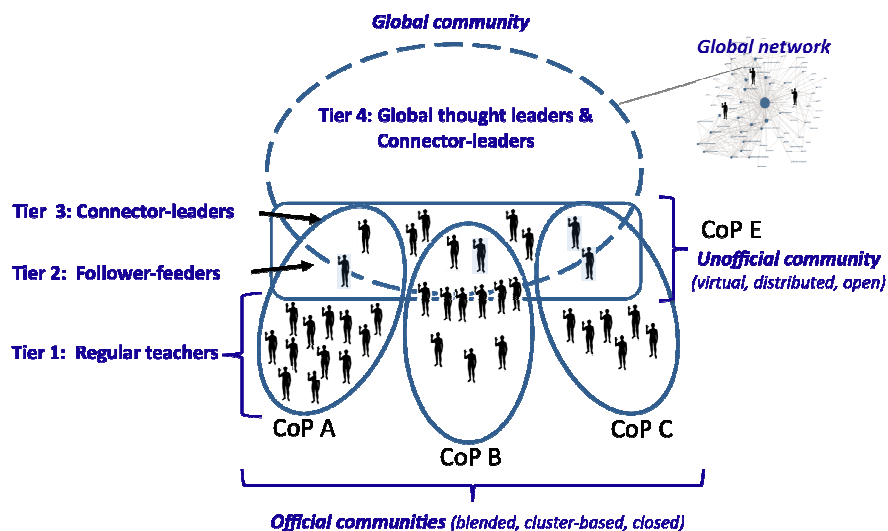 Global community
Global network
Tier 4: Global thought leaders &
Connector-leaders
Tier 3: Connector-leaders
CoP E
Tier 2: Follower-feeders
Unofficial community
(virtual, distributed, open)
Tier 1: Regular teachers
CoP A
CoP B
CoP C
Official communities (blended, cluster-based, closed)